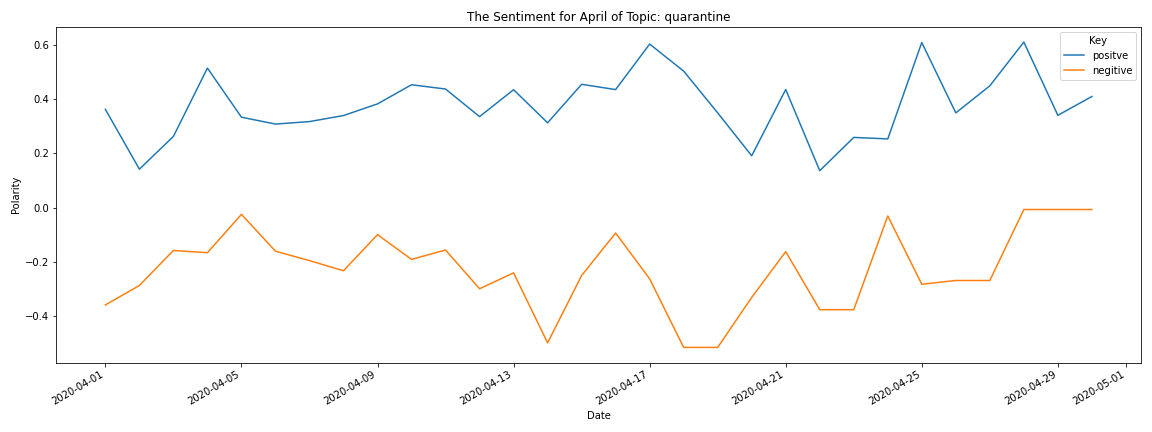 The Sentiment for April of Topic: quarantine
Key
positve
negitive
Polarity
0.6
0.4
0.2
0.0
−0.2
−0.4
2020-04-01
2020-04-05
2020-04-09
2020-04-13
2020-04-17
2020-04-21
2020-04-25
2020-04-29
2020-05-01
Date